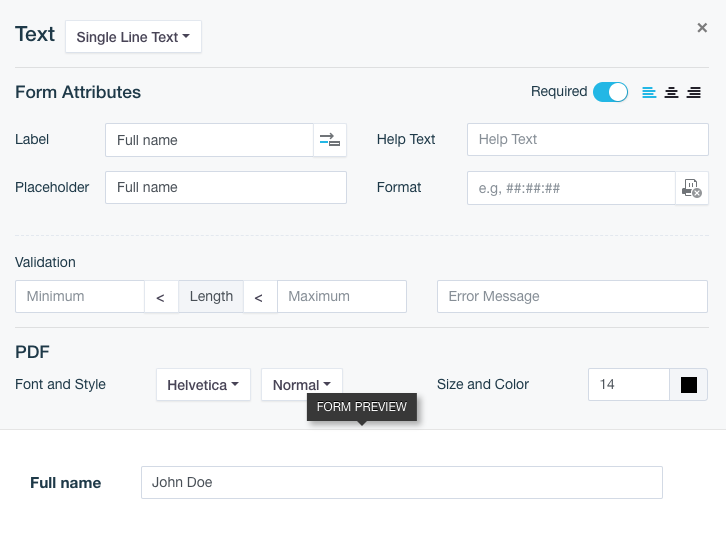 Text Single Line Text ×
Form Attributes Required
Label Full name Help Text Help Text
Placeholder Full name Format e.g, ##:##:##
Validation
Minimum < Length < Maximum Error Message
PDF
Font and Style Helvetica Normal Size and Color 14
FORM PREVIEW
Full name John Doe